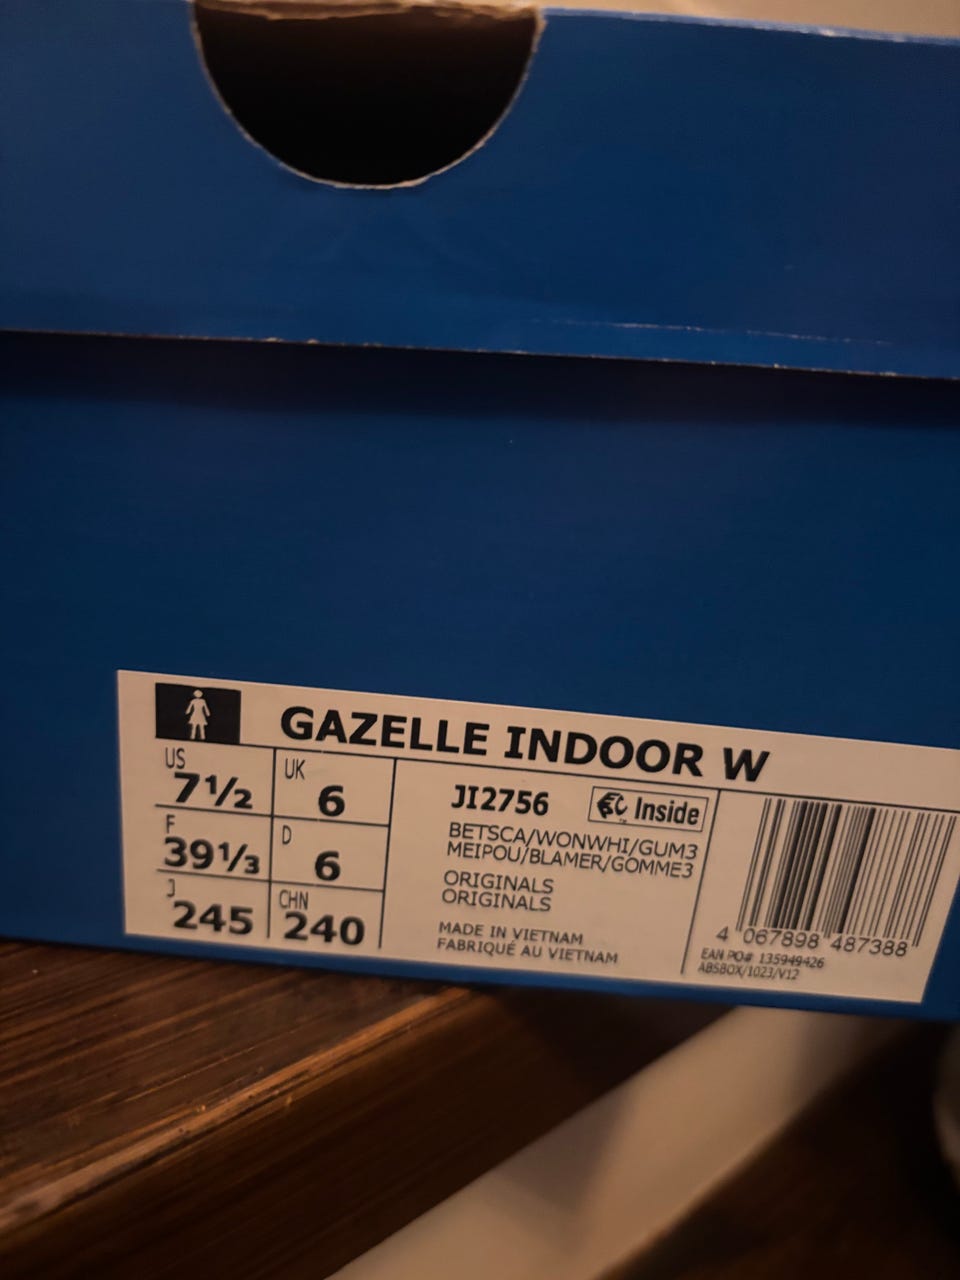 GAZELLE INDOOR W
US
7½
UK
6
F
39⅓
D
6
J
245
CHN
240
JI2756
Inside
BETSCA/WONWHI/GUM3
MEIPOU/BLAMER/GOMME3
ORIGINALS
ORIGINALS
MADE IN VIETNAM
FABRIQUÉ AU VIETNAM
4 067898 487388
EAN PO# 135949426
ABSBOX/1023/V12